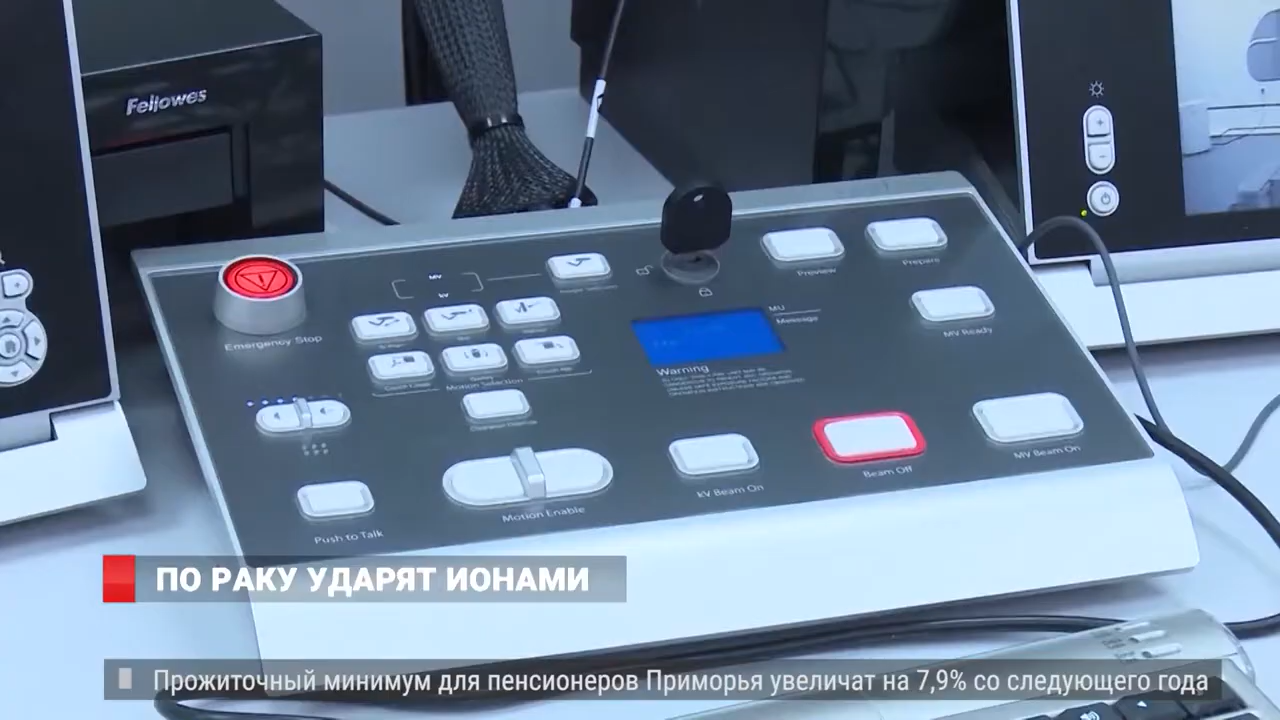 Fellowes
MV
kV
Preview
Prepare
Emergency Stop
MU
Message
MV Ready
Warning
Motion Selection
Beam Off
MV Beam On
kV Beam On
Motion Enable
Push to Talk
ПО РАКУ УДАРЯТ ИОНАМИ
Прожиточный минимум для пенсионеров Приморья увеличат на 7,9% со следующего года